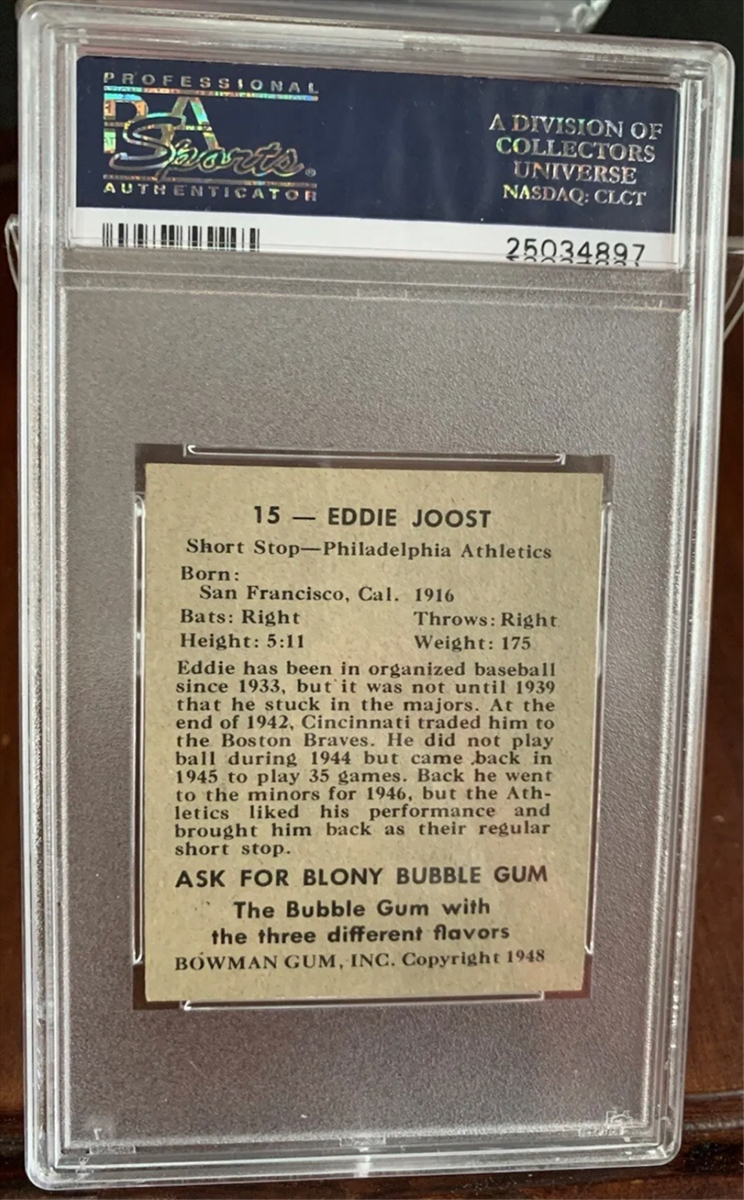 PROFESSIONAL
PSA
Sports®
AUTHENTICATOR
A DIVISION OF
COLLECTORS
UNIVERSE
NASDAQ: CLCT
25034897
15 — EDDIE JOOST
Short Stop—Philadelphia Athletics
Born:
San Francisco, Cal. 1916
Bats: Right Throws: Right
Height: 5:11 Weight: 175
Eddie has been in organized baseball
since 1933, but it was not until 1939
that he stuck in the majors. At the
end of 1942, Cincinnati traded him to
the Boston Braves. He did not play
ball during 1944 but came back in
1945 to play 35 games. Back he went
to the minors for 1946, but the Ath-
letics liked his performance and
brought him back as their regular
short stop.
ASK FOR BLONY BUBBLE GUM
The Bubble Gum with
the three different flavors
BOWMAN GUM, INC. Copyright 1948